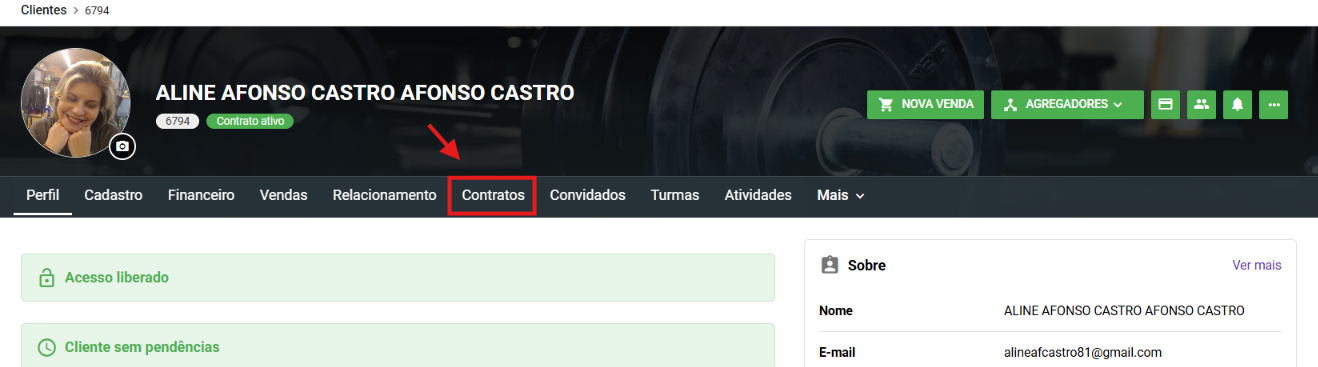 Clientes > 6794
ALINE AFONSO CASTRO AFONSO CASTRO
6794 Contrato ativo
NOVA VENDA AGREGADORES
Perfil Cadastro Financeiro Vendas Relacionamento Contratos Convidados Turmas Atividades Mais
Acesso liberado
Cliente sem pendências
Sobre Ver mais
Nome ALINE AFONSO CASTRO AFONSO CASTRO
E-mail alineafcastro81@gmail.com